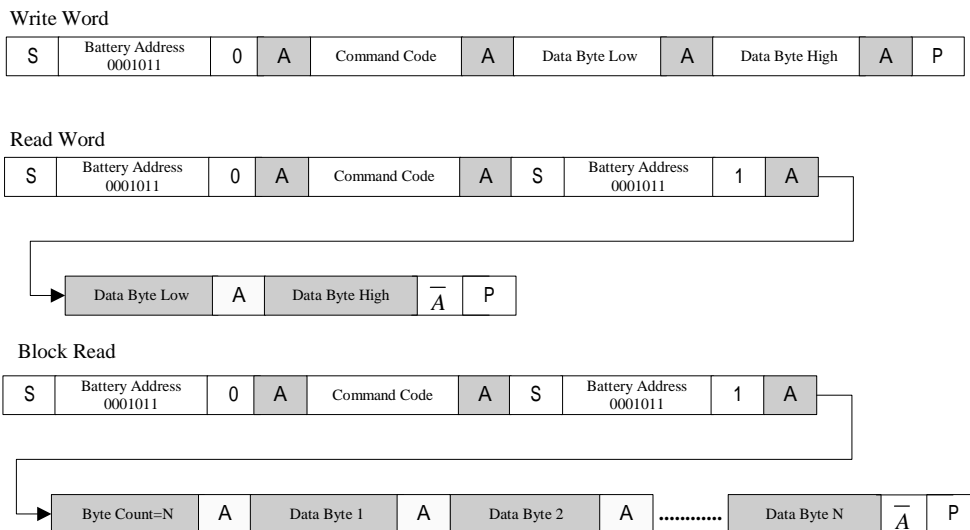 Write Word
S Battery Address 0 A Command Code A Data Byte Low A Data Byte High A P
0001011
Read Word
S Battery Address 0 A Command Code A S Battery Address 1 A
0001011 0001011
Data Byte Low A Data Byte High A̅ P
Block Read
S Battery Address 0 A Command Code A S Battery Address 1 A
0001011 0001011
Byte Count=N A Data Byte 1 A Data Byte 2 A ............ Data Byte N A̅ P